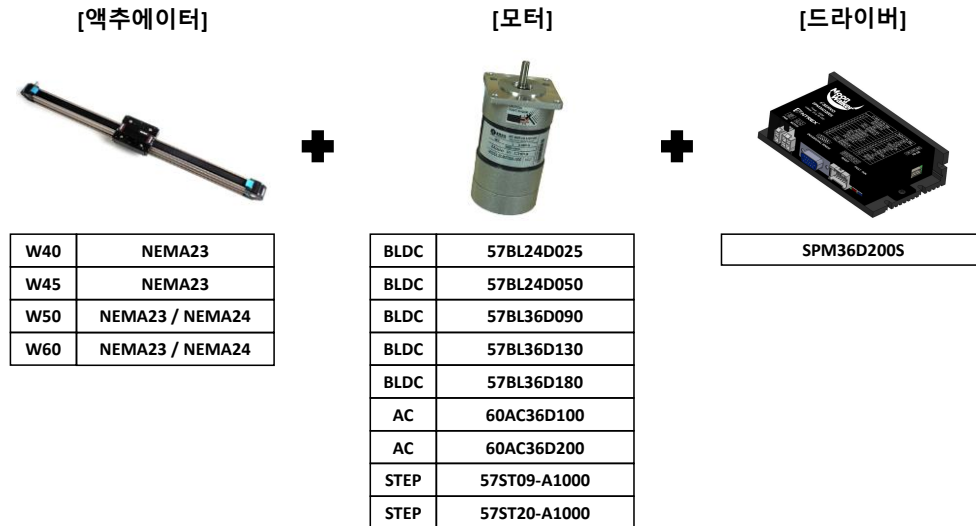 [액추에이터]
[모터]
[드라이버]
W40 NEMA23
W45 NEMA23
W50 NEMA23 / NEMA24
W60 NEMA23 / NEMA24
BLDC 57BL24D025
BLDC 57BL24D050
BLDC 57BL36D090
BLDC 57BL36D130
BLDC 57BL36D180
AC 60AC36D100
AC 60AC36D200
STEP 57ST09-A1000
STEP 57ST20-A1000
SPM36D200S
Moon
Walker